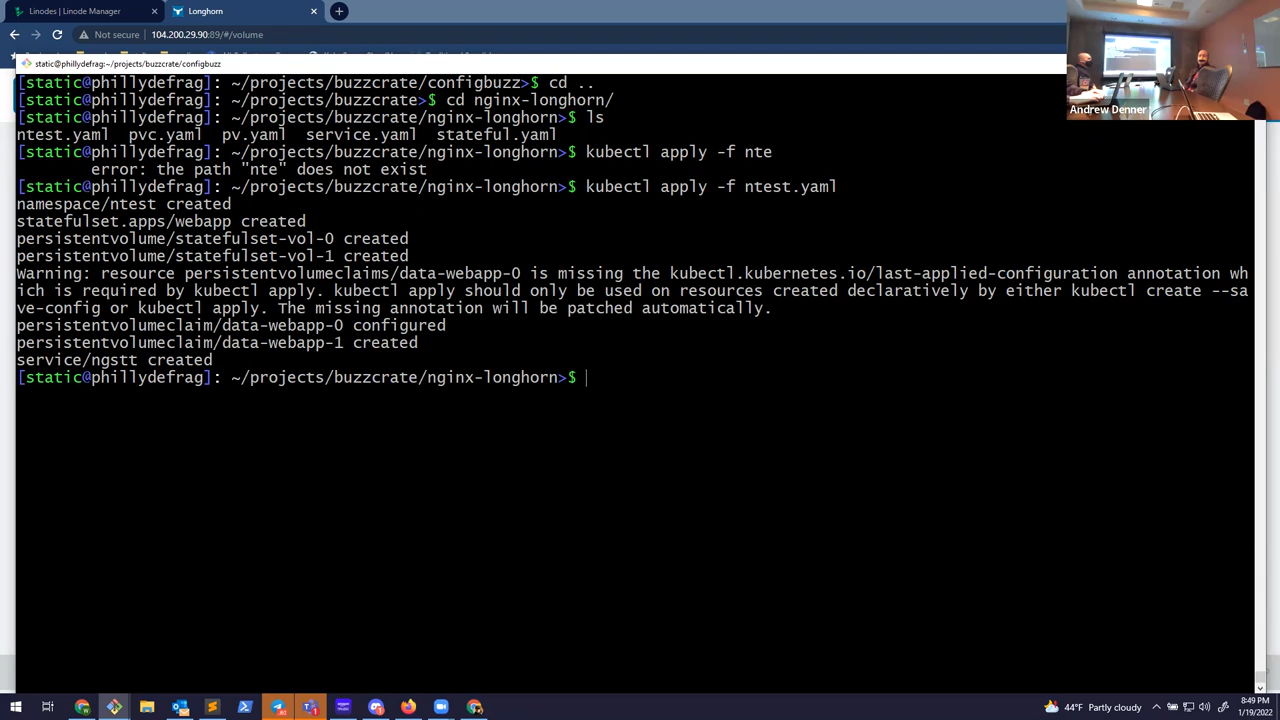 Linodes | Linode Manager
Longhorn
Not secure
104.200.29.90:89/#/volume
static@phillydefrag:~/projects/buzzcrate/configbuzz
[static@phillydefrag]: ~/projects/buzzcrate/configbuzz>$ cd ..
[static@phillydefrag]: ~/projects/buzzcrate>$ cd nginx-longhorn/
[static@phillydefrag]: ~/projects/buzzcrate/nginx-longhorn>$ ls
ntest.yaml pvc.yaml pv.yaml service.yaml stateful.yaml
[static@phillydefrag]: ~/projects/buzzcrate/nginx-longhorn>$ kubectl apply -f nte
error: the path "nte" does not exist
[static@phillydefrag]: ~/projects/buzzcrate/nginx-longhorn>$ kubectl apply -f ntest.yaml
namespace/ntest created
statefulset.apps/webapp created
persistentvolume/statefulset-vol-0 created
persistentvolume/statefulset-vol-1 created
Warning: resource persistentvolumeclaims/data-webapp-0 is missing the kubectl.kubernetes.io/last-applied-configuration annotation wh
ich is required by kubectl apply. kubectl apply should only be used on resources created declaratively by either kubectl create --sa
ve-config or kubectl apply. The missing annotation will be patched automatically.
persistentvolumeclaim/data-webapp-0 configured
persistentvolumeclaim/data-webapp-1 created
service/ngstt created
[static@phillydefrag]: ~/projects/buzzcrate/nginx-longhorn>$
Andrew Denner
44°F Partly cloudy
8:49 PM
1/19/2022